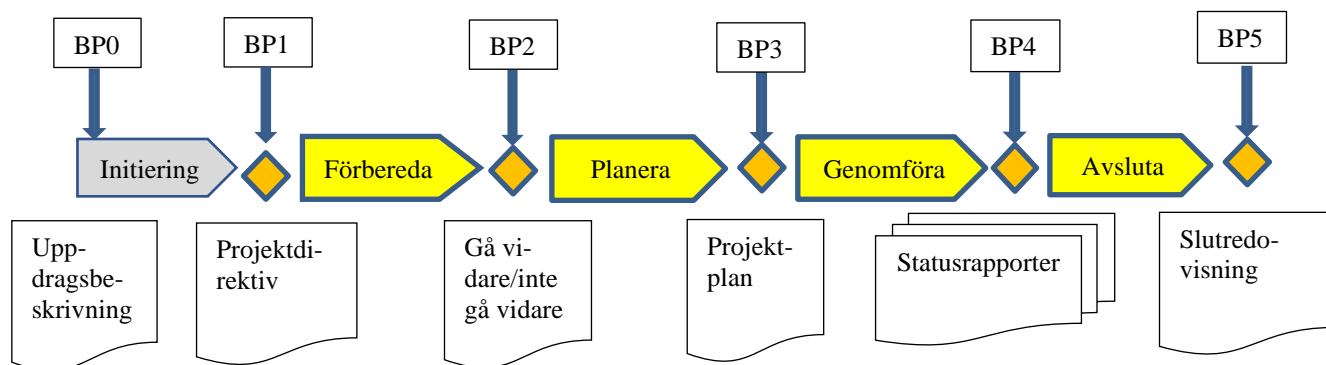 BP0
BP1
BP2
BP3
BP4
BP5
Initiering
Förbereda
Planera
Genomföra
Avsluta
Upp-
dragsbe-
skrivning
Projektdi-
rektiv
Gå vi-
dare/inte
gå vidare
Projekt-
plan
Statusrapporter
Slutredo-
visning